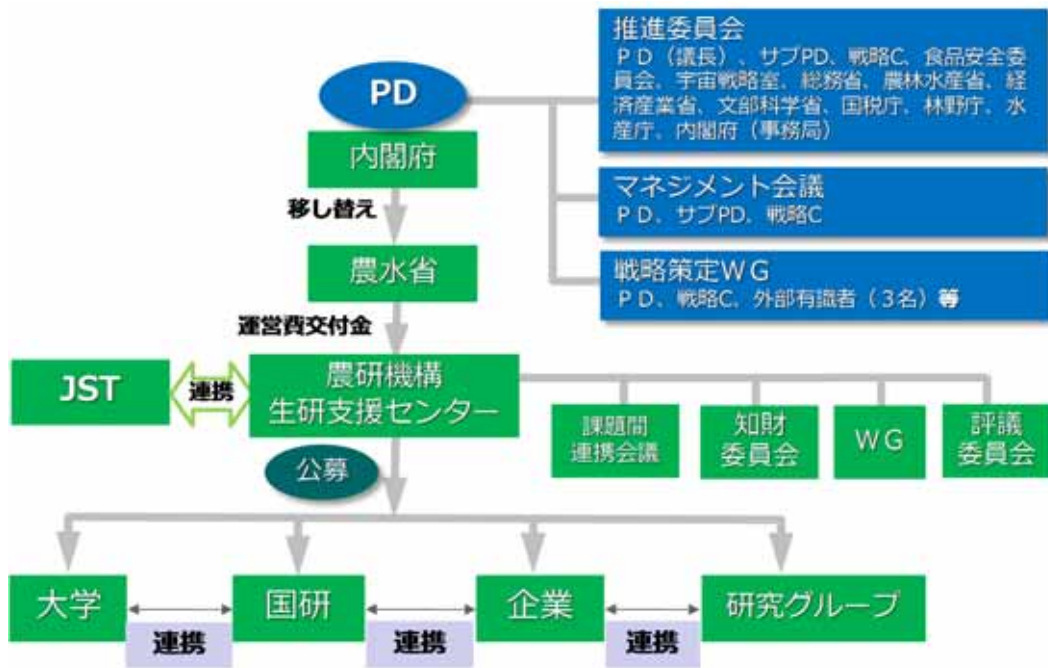 推進委員会
ＰＤ（議長）、サブPD、戦略C、食品安全委
員会、宇宙戦略室、総務省、農林水産省、経
済産業省、文部科学省、国税庁、林野庁、水
産庁、内閣府（事務局）
PD
内閣府
マネジメント会議
ＰＤ、サブPD、戦略C
移し替え
農水省
戦略策定ＷＧ
ＰＤ、戦略C、外部有識者（３名）等
運営費交付金
JST
連携
農研機構
生研支援センター
課題間
連携会議
知財
委員会
ＷＧ
評議
委員会
公募
大学
国研
企業
研究グループ
連携
連携
連携